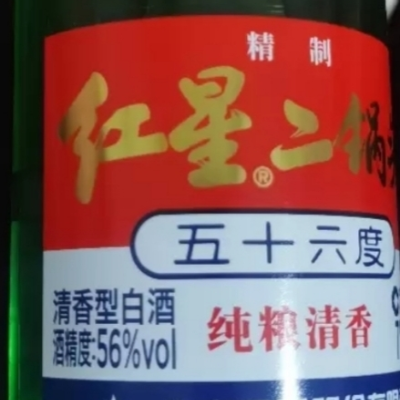 精制
红星®二锅头
五十六度
清香型白酒
酒精度:56%vol
纯粮清香